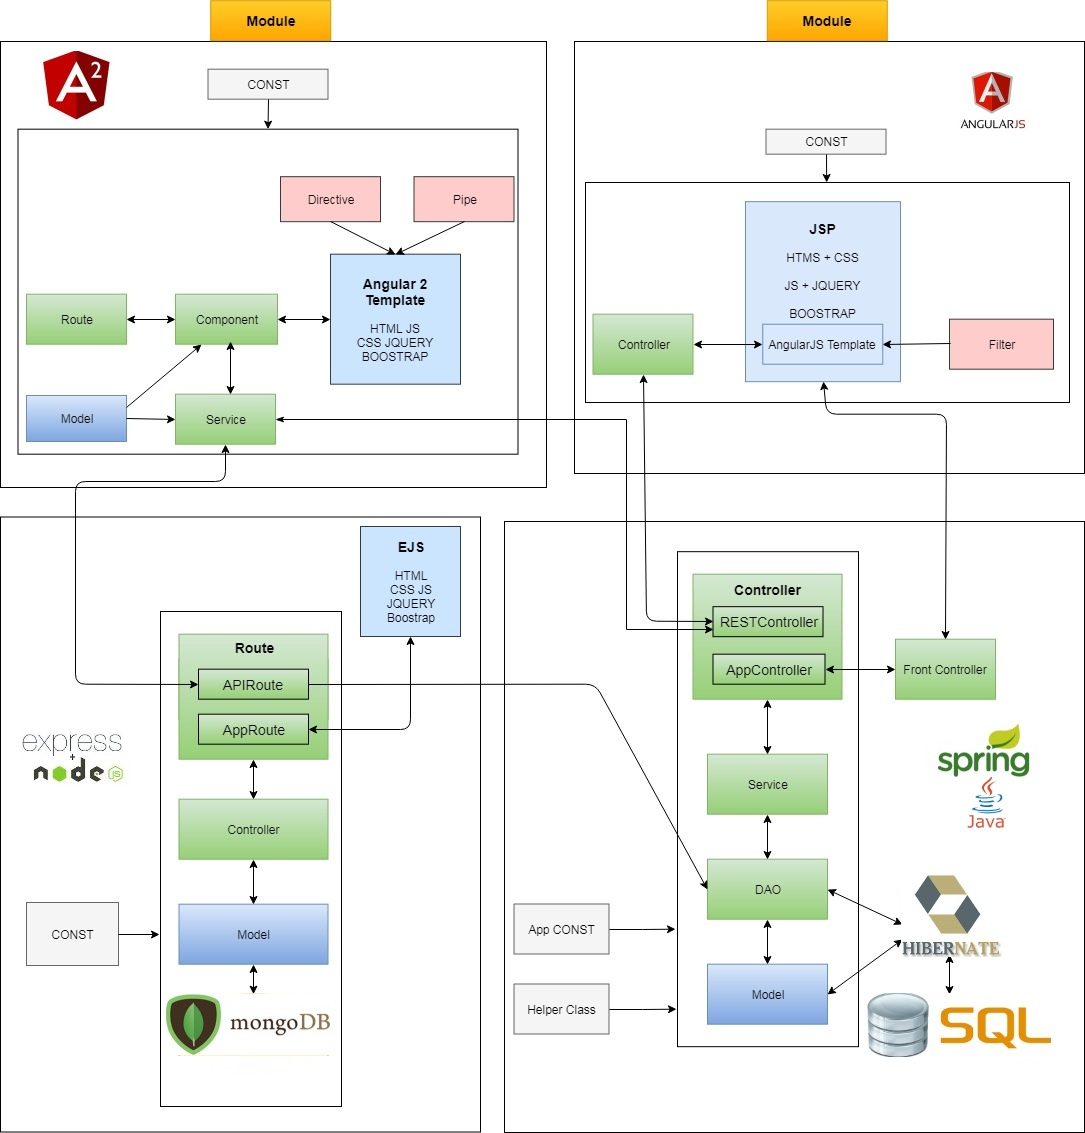 Module
Module
A2
CONST
A
ANGULARJS
CONST
Directive
Pipe
JSP
HTMS + CSS
JS + JQUERY
BOOSTRAP
Angular 2
Template
HTML JS
CSS JQUERY
BOOSTRAP
Route
Component
Controller
AngularJS Template
Filter
Model
Service
EJS
HTML
CSS JS
JQUERY
Boostrap
Route
APIRoute
AppRoute
Controller
RESTController
AppController
Front Controller
express
+
node
JS
spring
Java
Service
Controller
DAO
CONST
Model
App CONST
HIBERNATE
Helper Class
Model
mongoDB
SQL